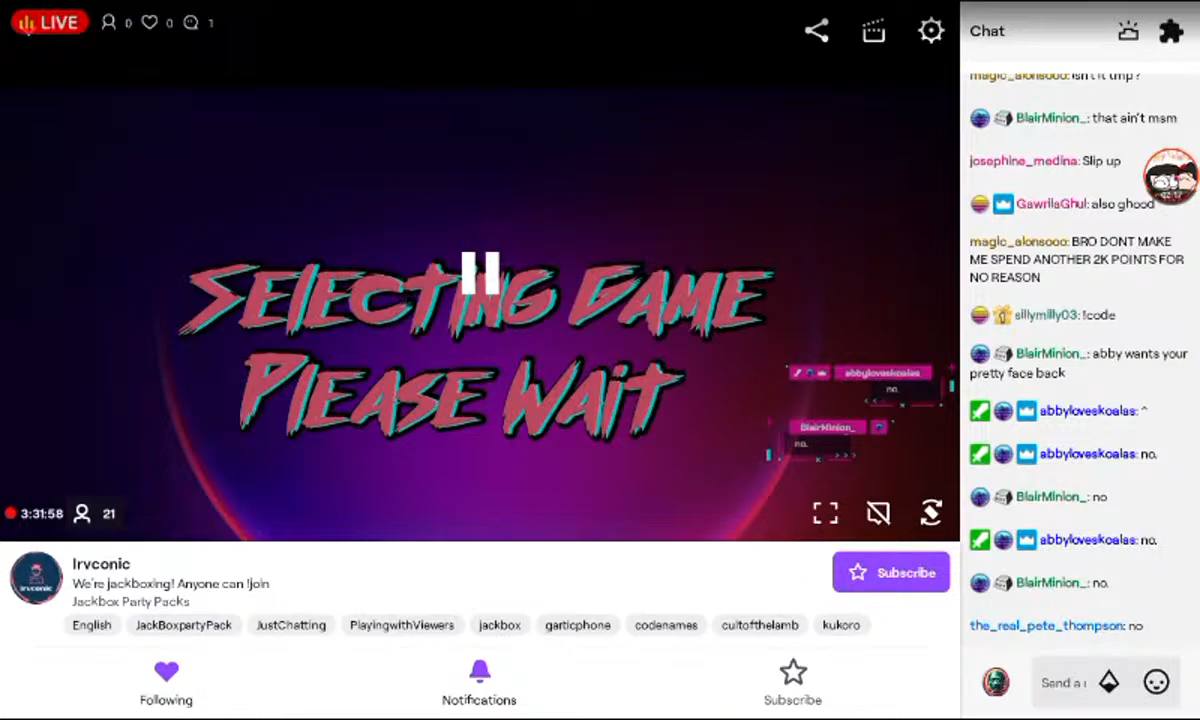 LIVE
0 0 1
SELECTING GAME
PLEASE WAIT
abbyloveskoalas
no.
BlairMinion_
no.
3:31:58 21
Irvconic
We're jackboxing! Anyone can !join
Jackbox Party Packs
Subscribe
English JackBoxpartyPack JustChatting PlayingwithViewers jackbox garticphone codenames cultofthelamb kukoro
Following Notifications Subscribe
Chat
magic_alonsooo: isn't it tmp?
BlairMinion_: that ain't msm
josephine_medina: Slip up
GawrilaGhul: also ghood
magic_alonsooo: BRO DONT MAKE
ME SPEND ANOTHER 2K POINTS FOR
NO REASON
sillymilly03: !code
BlairMinion_: abby wants your
pretty face back
abbyloveskoalas: ^
abbyloveskoalas: no.
BlairMinion_: no
abbyloveskoalas: no.
BlairMinion_: no.
the_real_pete_thompson: no
Send a